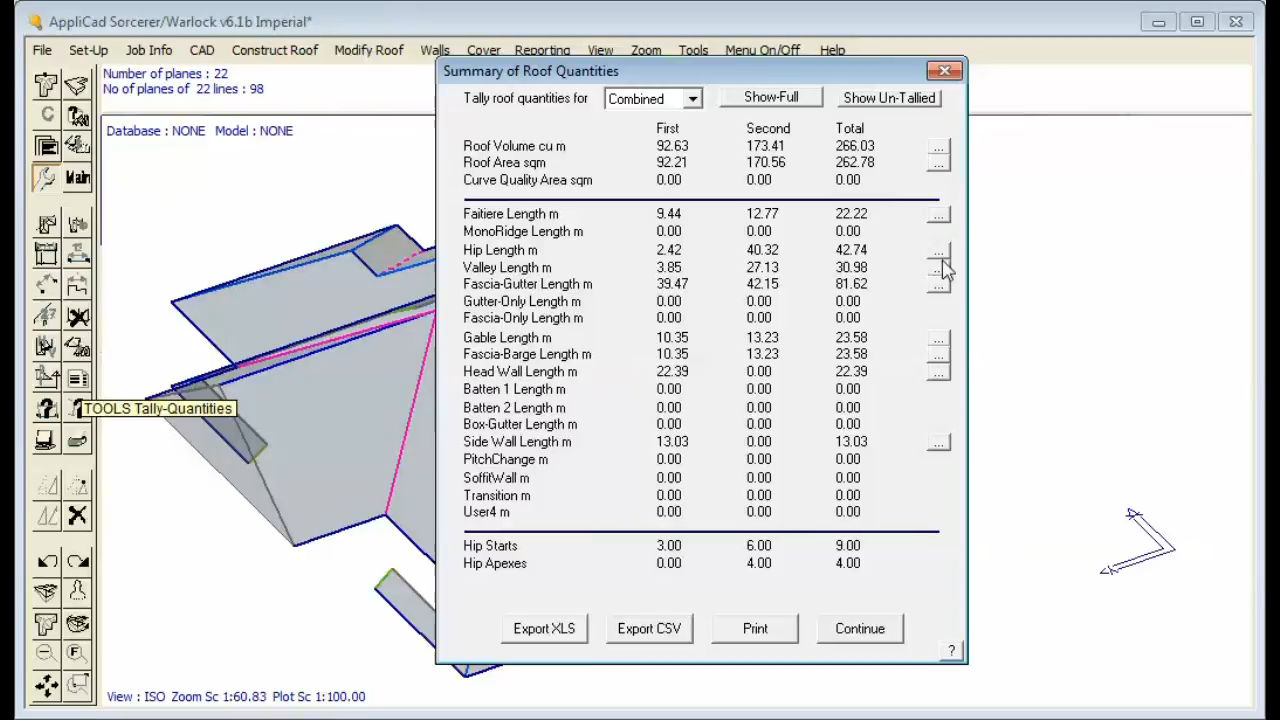 AppliCad Sorcerer/Warlock v6.1b Imperial*
File Set-Up Job Info CAD Construct Roof Modify Roof Walls Cover Reporting View Zoom Tools Menu On/Off Help
Number of planes : 22
No of planes of 22 lines : 98
Database : NONE Model : NONE
Main
TOOLS Tally-Quantities
View : ISO Zoom Sc 1:60.83 Plot Sc 1:100.00
Summary of Roof Quantities
Tally roof quantities for Combined Show-Full Show Un-Tallied
First Second Total
Roof Volume cu m 92.63 173.41 266.03 ...
Roof Area sqm 92.21 170.56 262.78 ...
Curve Quality Area sqm 0.00 0.00 0.00
Faitiere Length m 9.44 12.77 22.22 ...
MonoRidge Length m 0.00 0.00 0.00
Hip Length m 2.42 40.32 42.74 ...
Valley Length m 3.85 27.13 30.98 ...
Fascia-Gutter Length m 39.47 42.15 81.62 ...
Gutter-Only Length m 0.00 0.00 0.00
Fascia-Only Length m 0.00 0.00 0.00
Gable Length m 10.35 13.23 23.58 ...
Fascia-Barge Length m 10.35 13.23 23.58 ...
Head Wall Length m 22.39 0.00 22.39 ...
Batten 1 Length m 0.00 0.00 0.00
Batten 2 Length m 0.00 0.00 0.00
Box-Gutter Length m 0.00 0.00 0.00
Side Wall Length m 13.03 0.00 13.03 ...
PitchChange m 0.00 0.00 0.00
SoffitWall m 0.00 0.00 0.00
Transition m 0.00 0.00 0.00
User4 m 0.00 0.00 0.00
Hip Starts 3.00 6.00 9.00
Hip Apexes 0.00 4.00 4.00
Export XLS Export CSV Print Continue
?